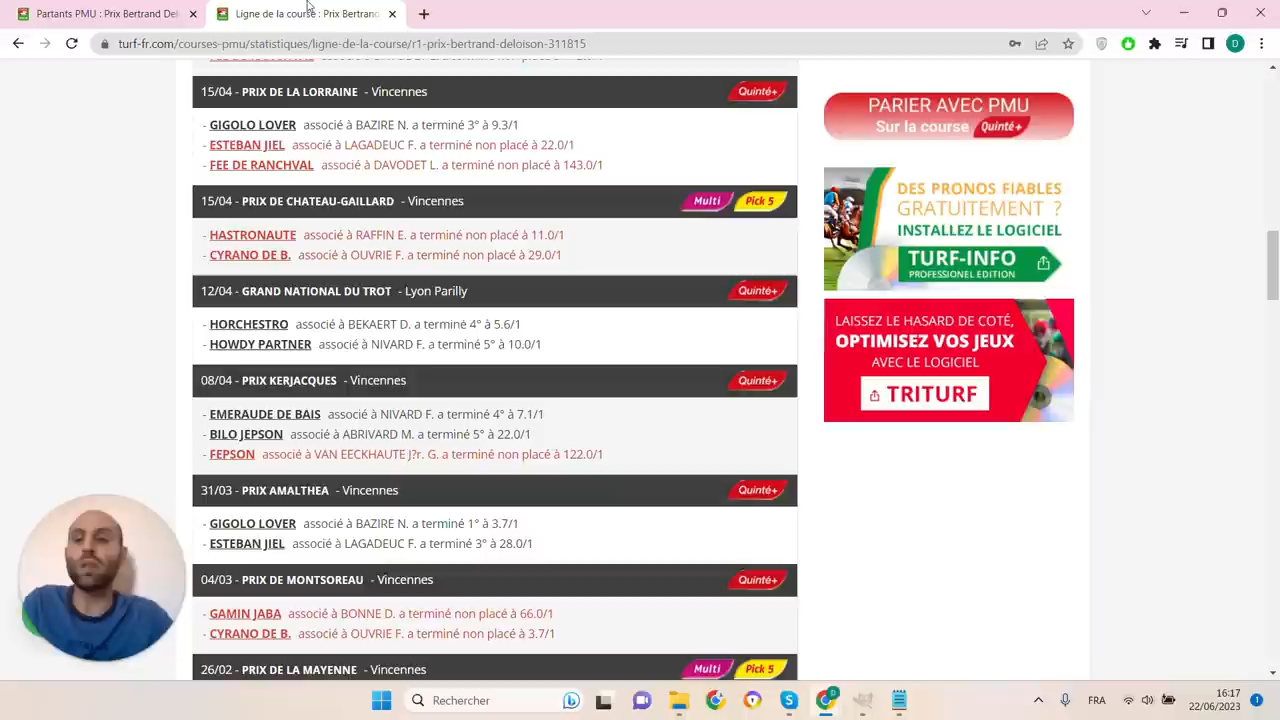 Partants PMU : Prix Bertrand Del
Ligne de la course : Prix Bertrand
turf-fr.com/courses-pmu/statistiques/ligne-de-la-course/r1-prix-bertrand-deloison-311815
D
15/04 - PRIX DE LA LORRAINE - Vincennes
Quinté+
- GIGOLO LOVER associé à BAZIRE N. a terminé 3° à 9.3/1
- ESTEBAN JIEL associé à LAGADEUC F. a terminé non placé à 22.0/1
- FEE DE RANCHVAL associé à DAVODET L. a terminé non placé à 143.0/1
15/04 - PRIX DE CHATEAU-GAILLARD - Vincennes
Multi Pick 5
- HASTRONAUTE associé à RAFFIN E. a terminé non placé à 11.0/1
- CYRANO DE B. associé à OUVRIE F. a terminé non placé à 29.0/1
12/04 - GRAND NATIONAL DU TROT - Lyon Parilly
Quinté+
- HORCHESTRO associé à BEKAERT D. a terminé 4° à 5.6/1
- HOWDY PARTNER associé à NIVARD F. a terminé 5° à 10.0/1
08/04 - PRIX KERJACQUES - Vincennes
Quinté+
- EMERAUDE DE BAIS associé à NIVARD F. a terminé 4° à 7.1/1
- BILO JEPSON associé à ABRIVARD M. a terminé 5° à 22.0/1
- FEPSON associé à VAN EECKHAUTE J?r. G. a terminé non placé à 122.0/1
31/03 - PRIX AMALTHEA - Vincennes
Quinté+
- GIGOLO LOVER associé à BAZIRE N. a terminé 1° à 3.7/1
- ESTEBAN JIEL associé à LAGADEUC F. a terminé 3° à 28.0/1
04/03 - PRIX DE MONTSOREAU - Vincennes
Quinté+
- GAMIN JABA associé à BONNE D. a terminé non placé à 66.0/1
- CYRANO DE B. associé à OUVRIE F. a terminé non placé à 3.7/1
26/02 - PRIX DE LA MAYENNE - Vincennes
Multi Pick 5
PARIER AVEC PMU
Sur la course Quinté+
DES PRONOS FIABLES
GRATUITEMENT ?
INSTALLEZ LE LOGICIEL
TURF-INFO
PROFESSIONEL EDITION
LAISSEZ LE HASARD DE COTÉ,
OPTIMISEZ VOS JEUX
AVEC LE LOGICIEL
TRITURF
Rechercher
D
FRA
16:17
22/06/2023